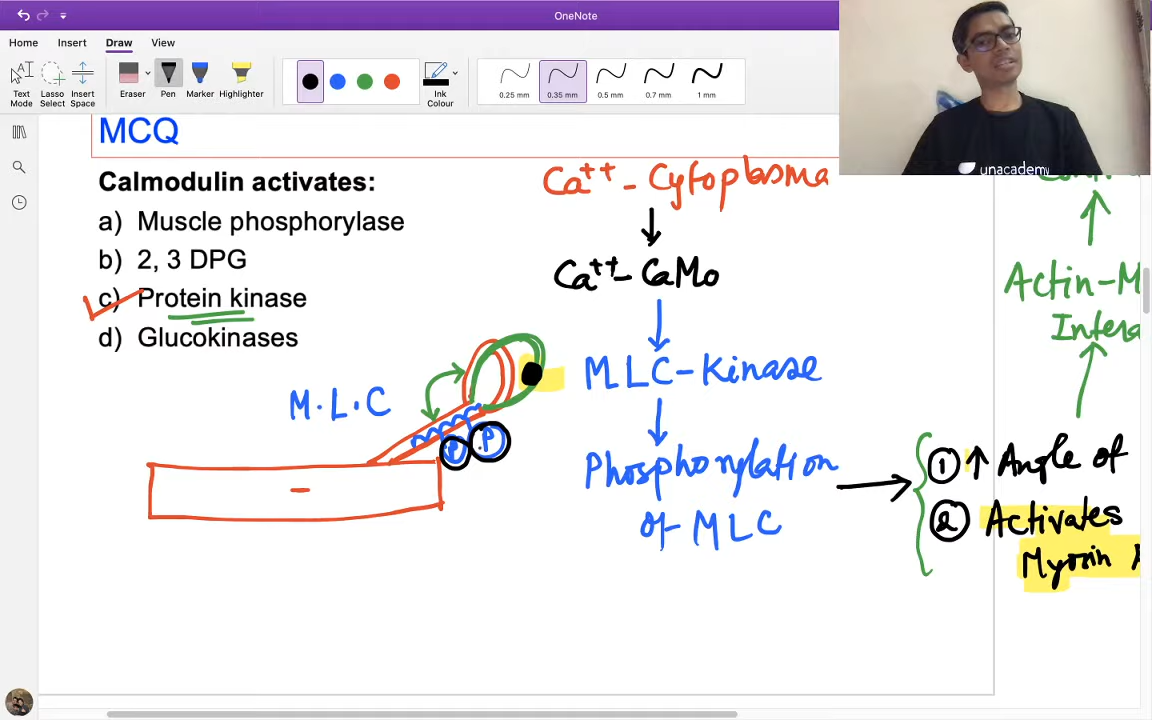 OneNote
Home Insert Draw View
Text Mode
Lasso Select
Insert Space
Eraser
Pen
Marker
Highlighter
Ink Colour
0.25 mm
0.35 mm
0.5 mm
0.7 mm
1 mm
unacademy
MCQ
Calmodulin activates:
a) Muscle phosphorylase
b) 2, 3 DPG
c) Protein kinase
d) Glucokinases
M.L.C
P P
Ca++ - Cytoplasma
Ca++ - CaMo
MLC-Kinase
Phosphorylation
of MLC
① ↑ Angle of
② Activates
Myosin
Actin-M
Intera